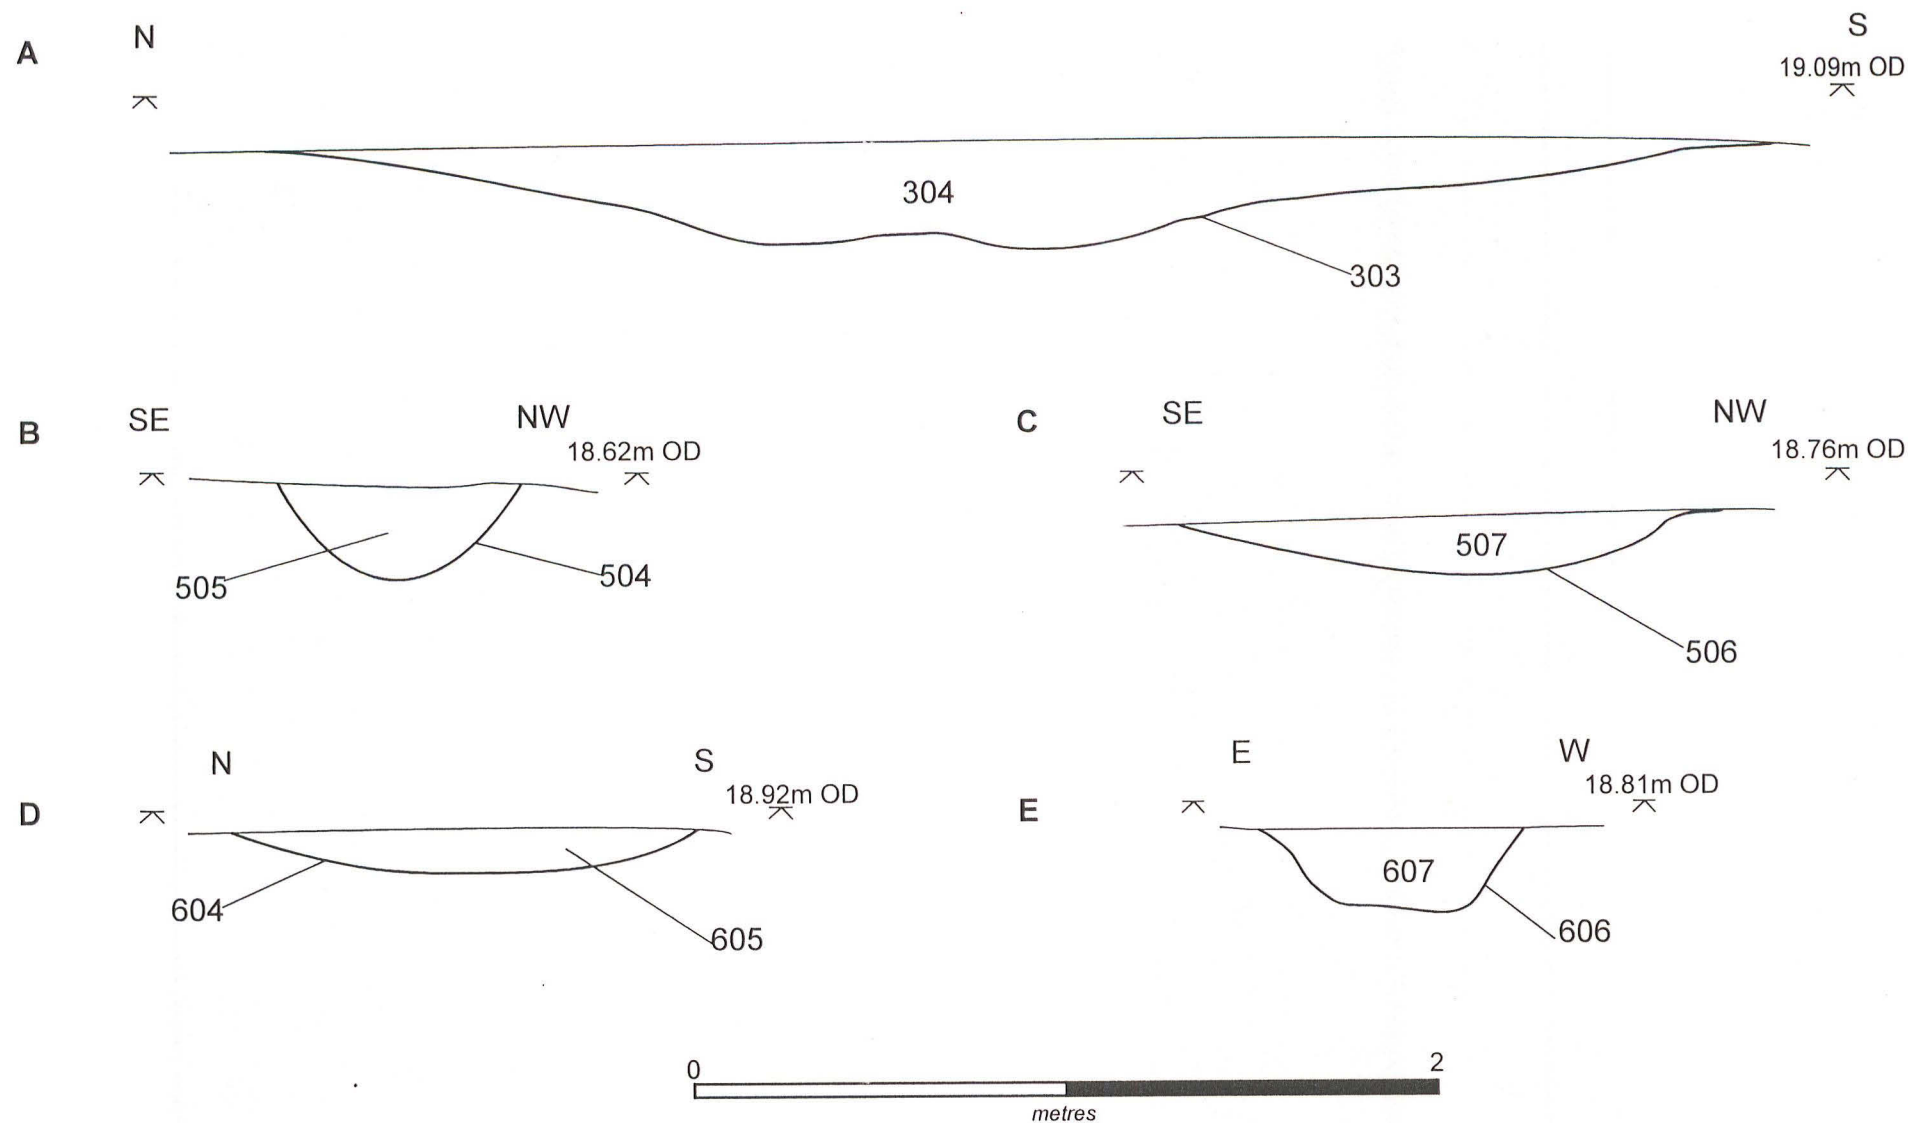 A
N
S
19.09m OD
304
303
B
SE
NW
18.62m OD
505
504
C
SE
NW
18.76m OD
507
506
D
N
S
18.92m OD
604
605
E
E
W
18.81m OD
607
606
0
2
metres